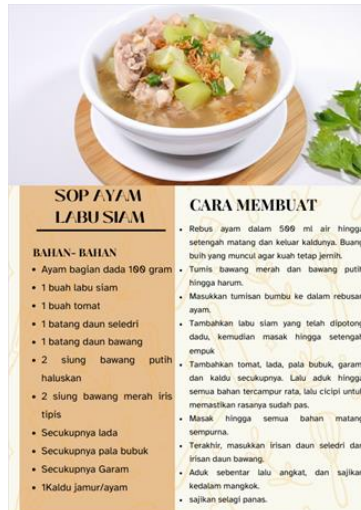 SOP AYAM
LABU SIAM
BAHAN- BAHAN
Ayam bagian dada 100 gram
1 buah labu siam
1 buah tomat
1 batang daun seledri
1 batang daun bawang
2 siung bawang putih
haluskan
2 siung bawang merah iris
tipis
Secukupnya lada
Secukupnya pala bubuk
Secukupnya Garam
1Kaldu jamur/ayam
CARA MEMBUAT
Rebus ayam dalam 500 ml air hingga
setengah matang dan keluar kaldunya. Buang
buih yang muncul agar kuah tetap jernih.
Tumis bawang merah dan bawang putih
hingga harum.
Masukkan tumisan bumbu ke dalam rebusan
ayam.
Tambahkan labu siam yang telah dipotong
dadu, kemudian masak hingga setengah
empuk
Tambahkan tomat, lada, pala bubuk, garam,
dan kaldu secukupnya. Lalu aduk hingga
semua bahan tercampur rata, lalu cicipi untuk
memastikan rasanya sudah pas.
Masak hingga semua bahan matang
sempurna.
Terakhir, masukkan irisan daun seledri dan
irisan daun bawang.
Aduk sebentar lalu angkat, dan sajikan
kedalam mangkok.
sajikan selagi panas.